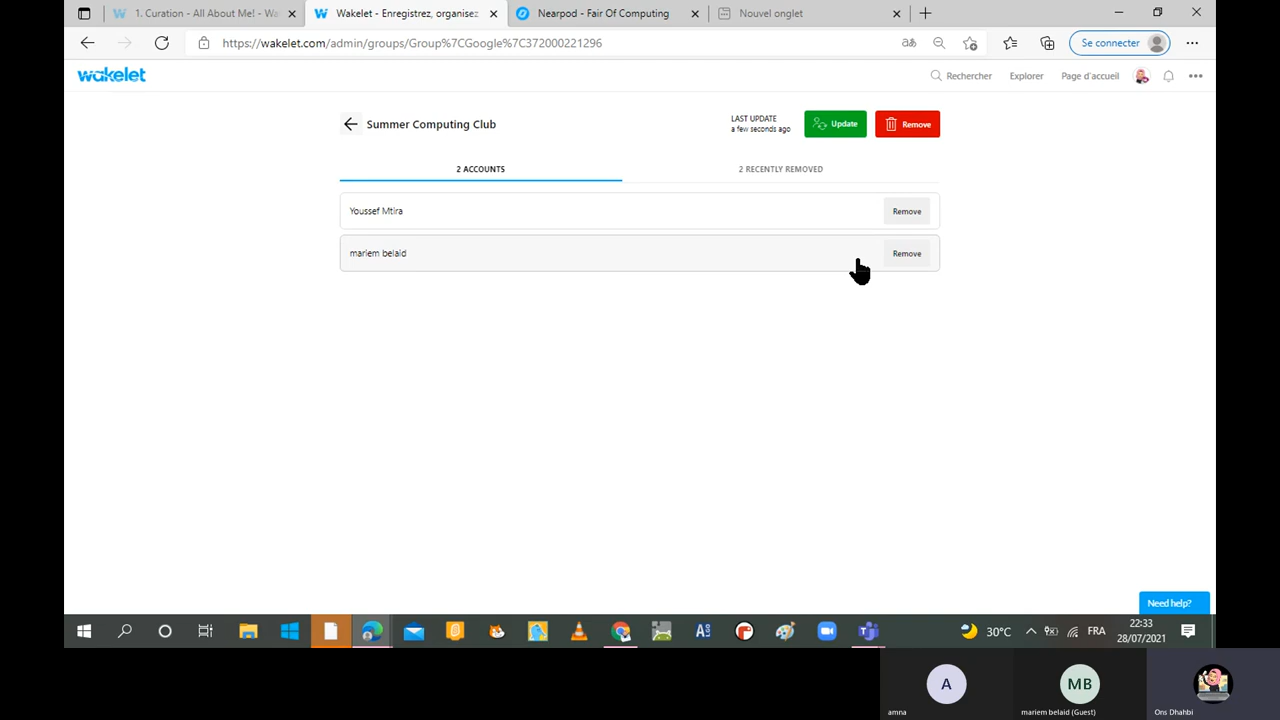 1. Curation - All About Me! - Wa
Wakelet - Enregistrez, organisez
Nearpod - Fair Of Computing
Nouvel onglet
https://wakelet.com/admin/groups/Group%7CGoogle%7C372000221296
Se connecter
wakelet
Rechercher
Explorer
Page d'accueil
Summer Computing Club
LAST UPDATE
a few seconds ago
Update
Remove
2 ACCOUNTS
2 RECENTLY REMOVED
Youssef Mtira
Remove
mariem belaid
Remove
Need help?
30°C
FRA
22:33
28/07/2021
A
MB
amna
mariem belaid (Guest)
Ons Dhahbi